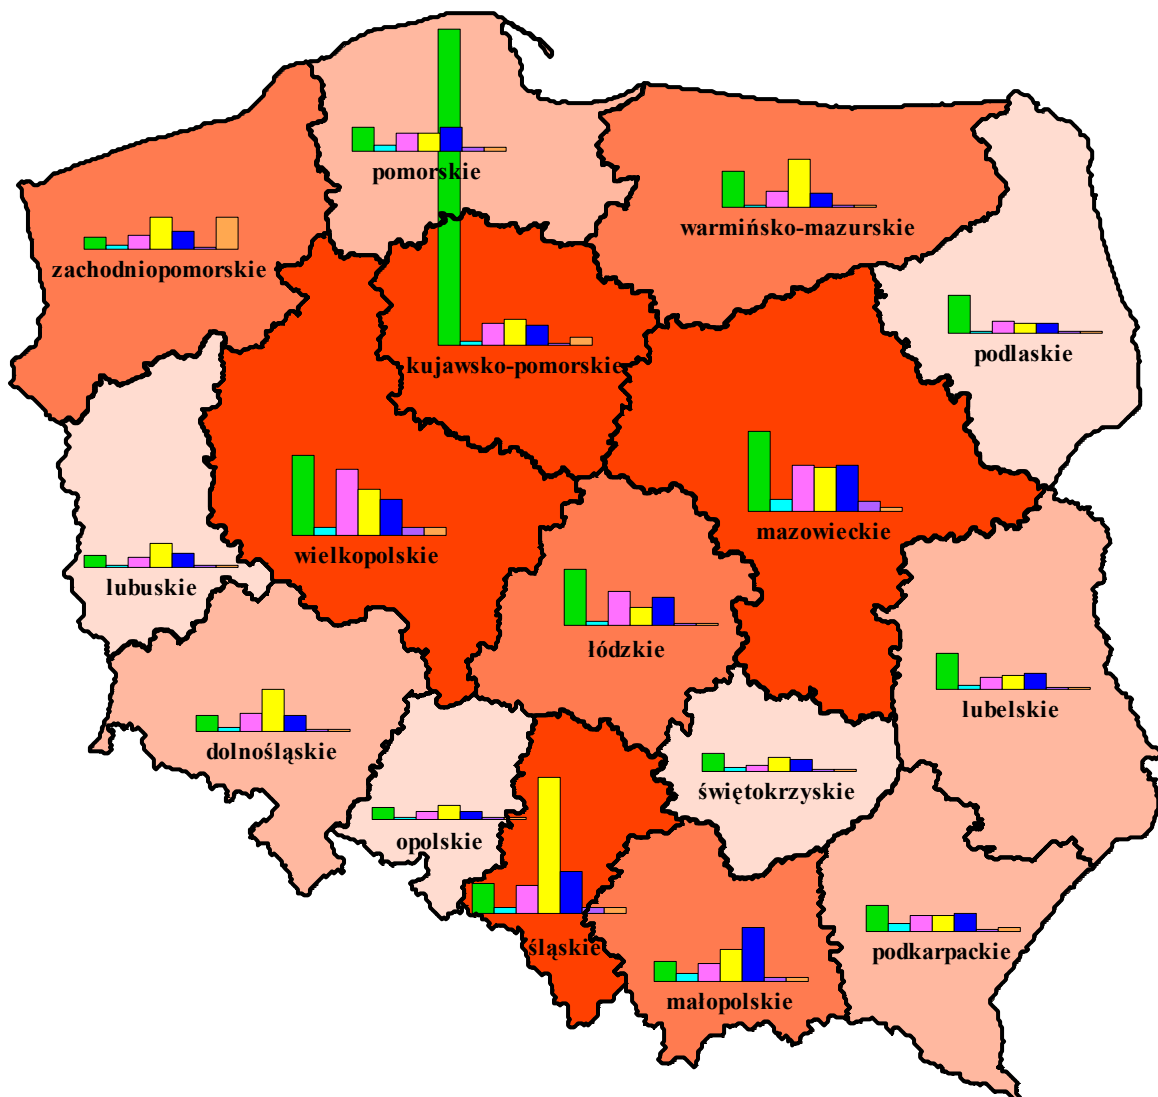 pomorskie
warmińsko-mazurskie
zachodniopomorskie
podlaskie
kujawsko-pomorskie
mazowieckie
wielkopolskie
lubuskie
łódzkie
lubelskie
dolnośląskie
świętokrzyskie
opolskie
śląskie
podkarpackie
małopolskie